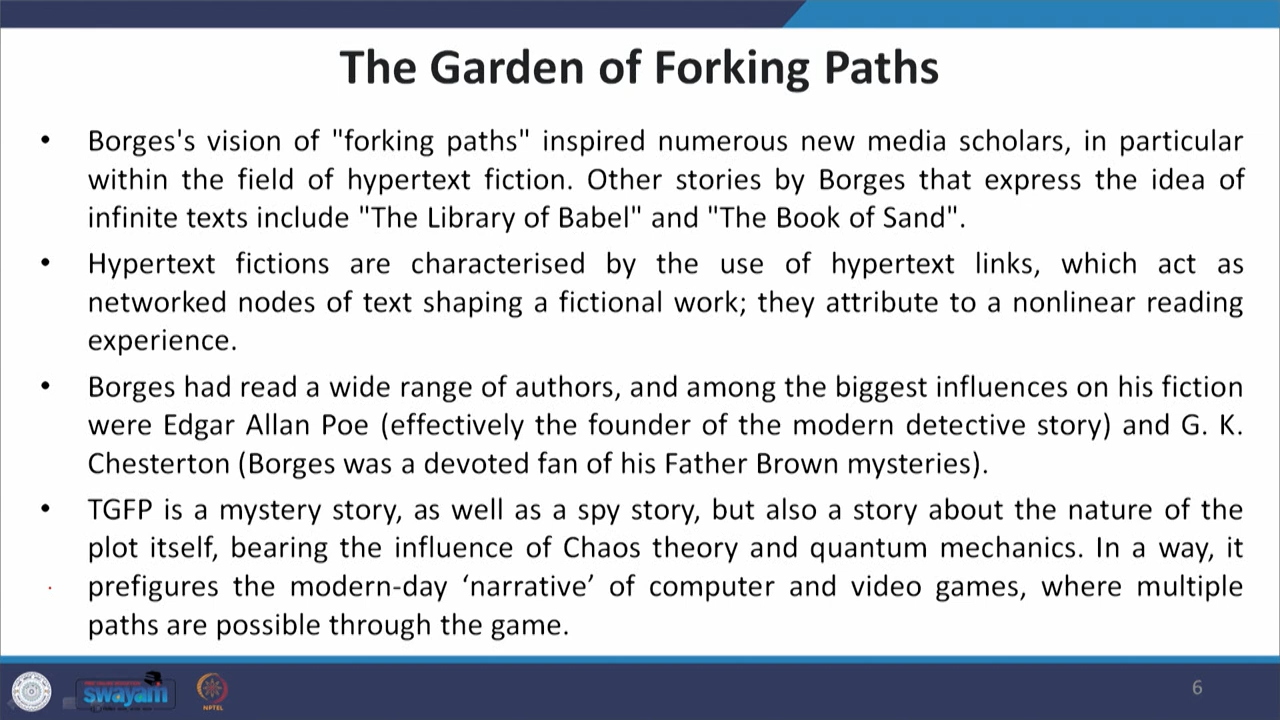 The Garden of Forking Paths
• Borges's vision of "forking paths" inspired numerous new media scholars, in particular
within the field of hypertext fiction. Other stories by Borges that express the idea of
infinite texts include "The Library of Babel" and "The Book of Sand".
• Hypertext fictions are characterised by the use of hypertext links, which act as
networked nodes of text shaping a fictional work; they attribute to a nonlinear reading
experience.
• Borges had read a wide range of authors, and among the biggest influences on his fiction
were Edgar Allan Poe (effectively the founder of the modern detective story) and G. K.
Chesterton (Borges was a devoted fan of his Father Brown mysteries).
• TGFP is a mystery story, as well as a spy story, but also a story about the nature of the
plot itself, bearing the influence of Chaos theory and quantum mechanics. In a way, it
prefigures the modern-day ‘narrative’ of computer and video games, where multiple
paths are possible through the game.
swayam
NPTEL
6